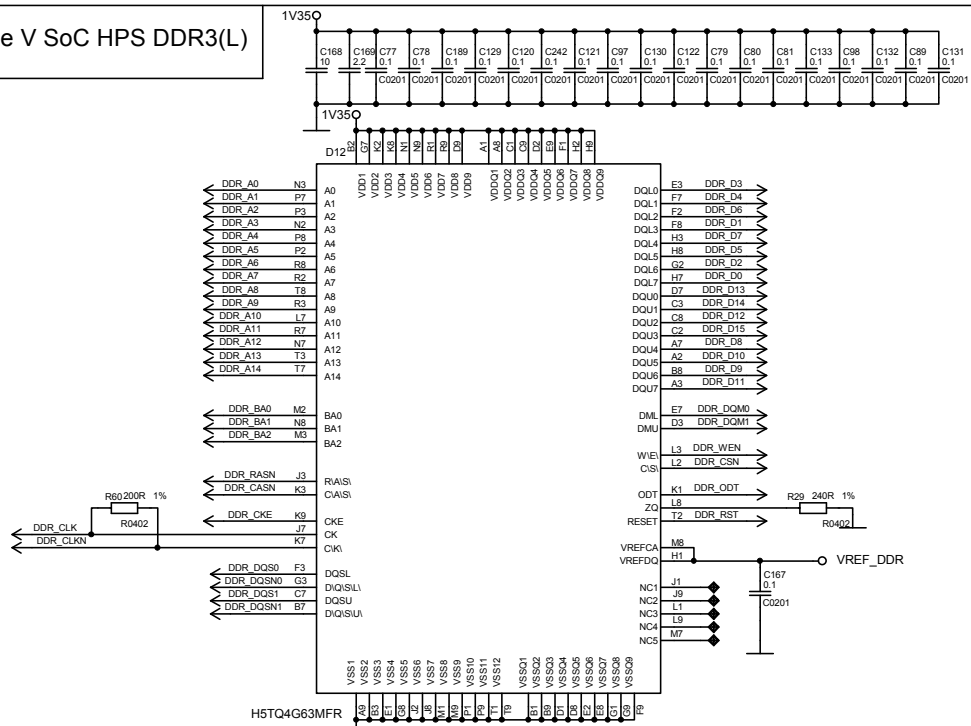 e V SoC HPS DDR3(L)
1V35
C168 C169 C77 C78 C189 C129 C120 C242 C121 C97 C130 C122 C79 C80 C81 C133 C98 C132 C89 C131
10 2.2 0.1 0.1 0.1 0.1 0.1 0.1 0.1 0.1 0.1 0.1 0.1 0.1 0.1 0.1 0.1 0.1 0.1 0.1
C0201 C0201 C0201 C0201 C0201 C0201 C0201 C0201 C0201 C0201 C0201 C0201 C0201 C0201 C0201 C0201 C0201 C0201
1V35
D12
B2 G7 K2 K8 N1 N9 R1 R9 D9 A1 A8 C1 C9 D2 E9 F1 H2 H9
VDD1 VDD2 VDD3 VDD4 VDD5 VDD6 VDD7 VDD8 VDD9 VDDQ1 VDDQ2 VDDQ3 VDDQ4 VDDQ5 VDDQ6 VDDQ7 VDDQ8 VDDQ9
DDR_A0 N3 A0 DQL0 E3 DDR_D3
DDR_A1 P7 A1 DQL1 F7 DDR_D4
DDR_A2 P3 A2 DQL2 F2 DDR_D6
DDR_A3 N2 A3 DQL3 F8 DDR_D1
DDR_A4 P8 A4 DQL4 H3 DDR_D7
DDR_A5 P2 A5 DQL5 H8 DDR_D5
DDR_A6 R8 A6 DQL6 G2 DDR_D2
DDR_A7 R2 A7 DQL7 H7 DDR_D0
DDR_A8 T8 A8 DQU0 D7 DDR_D13
DDR_A9 R3 A9 DQU1 C3 DDR_D14
DDR_A10 L7 A10 DQU2 C8 DDR_D12
DDR_A11 R7 A11 DQU3 C2 DDR_D15
DDR_A12 N7 A12 DQU4 A7 DDR_D8
DDR_A13 T3 A13 DQU5 A2 DDR_D10
DDR_A14 T7 A14 DQU6 B8 DDR_D9
DQU7 A3 DDR_D11
DDR_BA0 M2 BA0 DML E7 DDR_DQM0
DDR_BA1 N8 BA1 DMU D3 DDR_DQM1
DDR_BA2 M3 BA2
W\E\ L3 DDR_WEN
C\S\ L2 DDR_CSN
DDR_RASN J3 R\A\S\
DDR_CASN K3 C\A\S\ ODT K1 DDR_ODT
R60 200R 1% ZQ L8 R29 240R 1%
R0402 DDR_CKE K9 CKE RESET T2 DDR_RST R0402
DDR_CLK J7 CK
DDR_CLKN K7 C\K\ VREFCA M8
VREFDQ H1 VREF_DDR
DDR_DQS0 F3 DQSL C167
DDR_DQSN0 G3 D\Q\S\L\ NC1 J1 0.1
DDR_DQS1 C7 DQSU NC2 J9 C0201
DDR_DQSN1 B7 D\Q\S\U\ NC3 L1
NC4 L9
NC5 M7
VSS1 VSS2 VSS3 VSS4 VSS5 VSS6 VSS7 VSS8 VSS9 VSS10 VSS11 VSS12 VSSQ1 VSSQ2 VSSQ3 VSSQ4 VSSQ5 VSSQ6 VSSQ7 VSSQ8 VSSQ9
H5TQ4G63MFR
A9 B3 E1 G8 J2 J8 M1 M9 P1 P9 T1 T9 B1 B9 D1 D8 E2 E8 G1 G9 F9